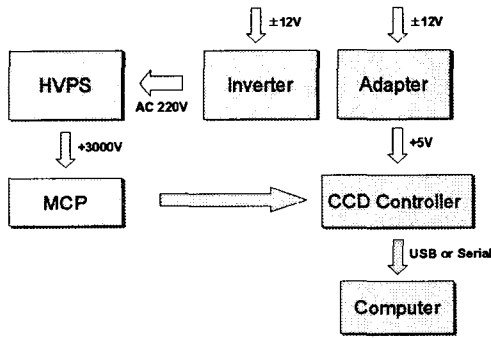 ±12V
±12V
HVPS
Inverter
Adapter
AC 220V
+3000V
+5V
MCP
CCD Controller
USB or Serial
Computer